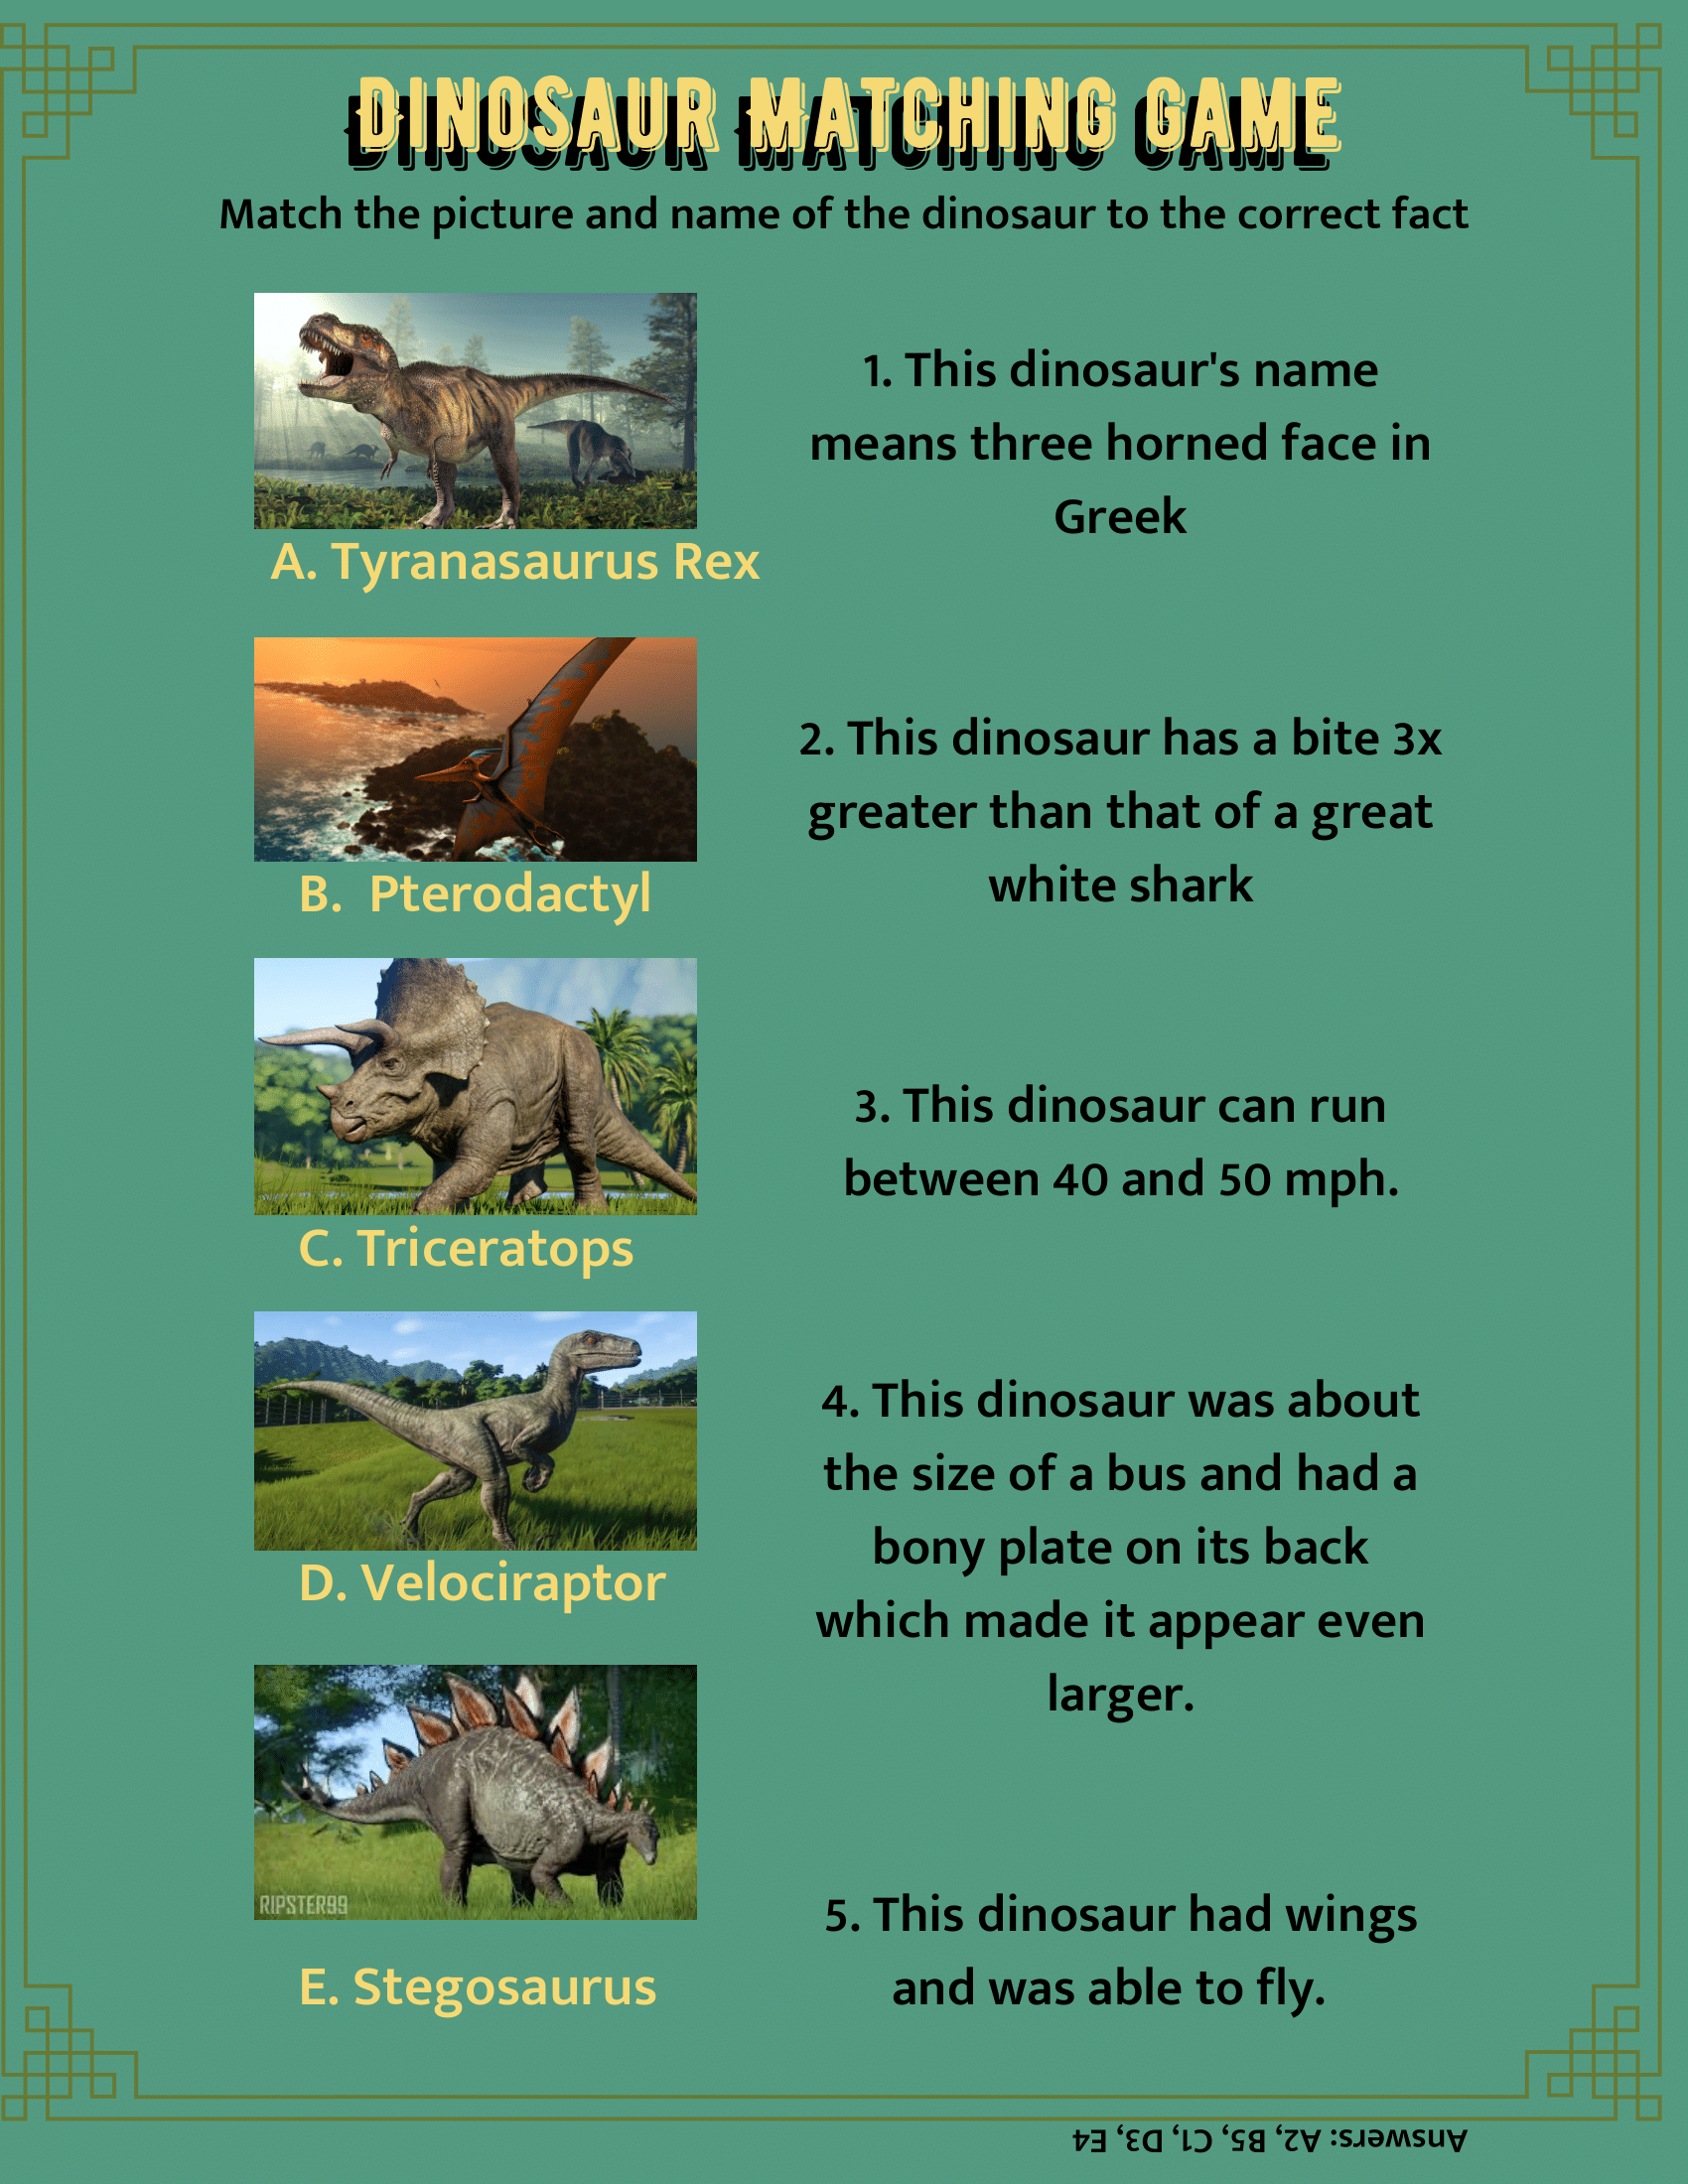 DINOSAUR MATCHING GAME
Match the picture and name of the dinosaur to the correct fact
A. Tyranasaurus Rex
B. Pterodactyl
C. Triceratops
D. Velociraptor
RIPSTER99
E. Stegosaurus
1. This dinosaur's name
means three horned face in
Greek
2. This dinosaur has a bite 3x
greater than that of a great
white shark
3. This dinosaur can run
between 40 and 50 mph.
4. This dinosaur was about
the size of a bus and had a
bony plate on its back
which made it appear even
larger.
5. This dinosaur had wings
and was able to fly.
Answers: A2, B5, C1, D3, E4